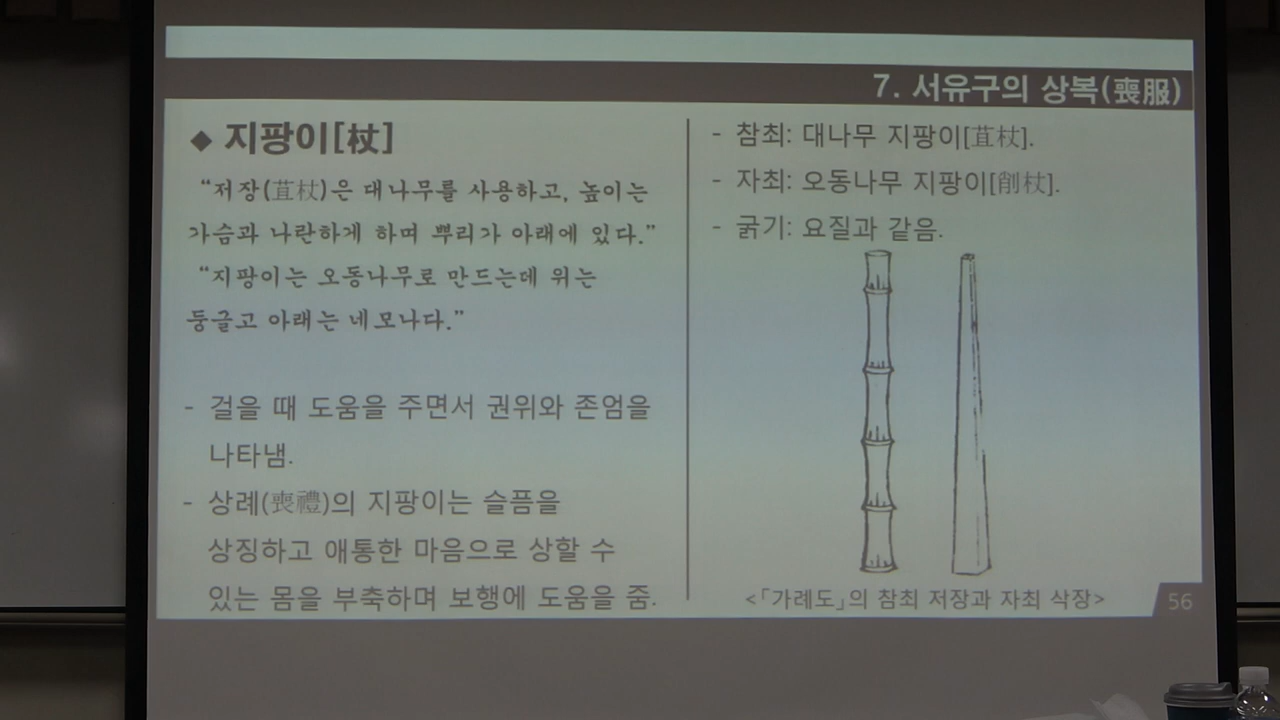 7. 서유구의 상복(喪服)
◆ 지팡이[杖]
“저장(苴杖)은 대나무를 사용하고, 높이는
가슴과 나란하게 하며 뿌리가 아래에 있다.”
“지팡이는 오동나무로 만드는데 위는
둥글고 아래는 네모나다.”
- 걸을 때 도움을 주면서 권위와 존엄을
나타냄.
- 상례(喪禮)의 지팡이는 슬픔을
상징하고 애통한 마음으로 상할 수
있는 몸을 부축하며 보행에 도움을 줌.
- 참최: 대나무 지팡이[苴杖].
- 자최: 오동나무 지팡이[削杖].
- 굵기: 요질과 같음.
<「가례도」의 참최 저장과 자최 삭장>
56